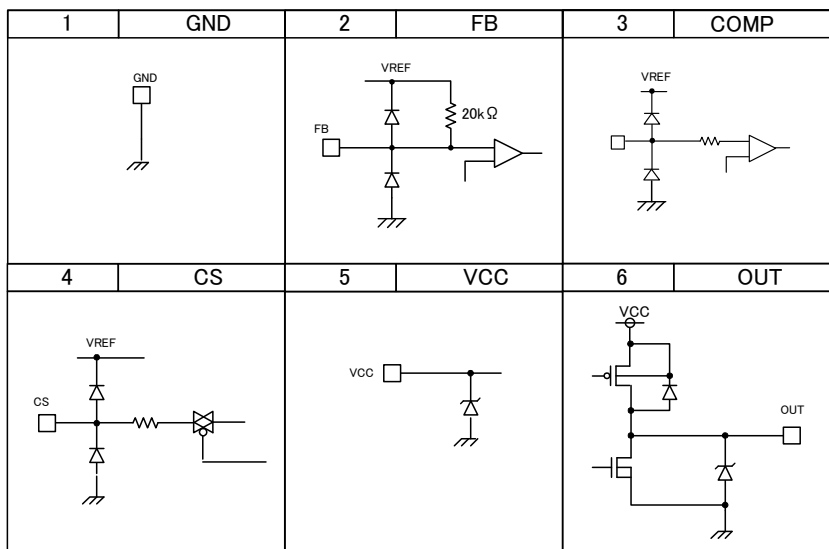 1 GND 2 FB 3 COMP
GND
VREF
20kΩ
FB
VREF
4 CS 5 VCC 6 OUT
VREF
CS
VCC
VCC
OUT